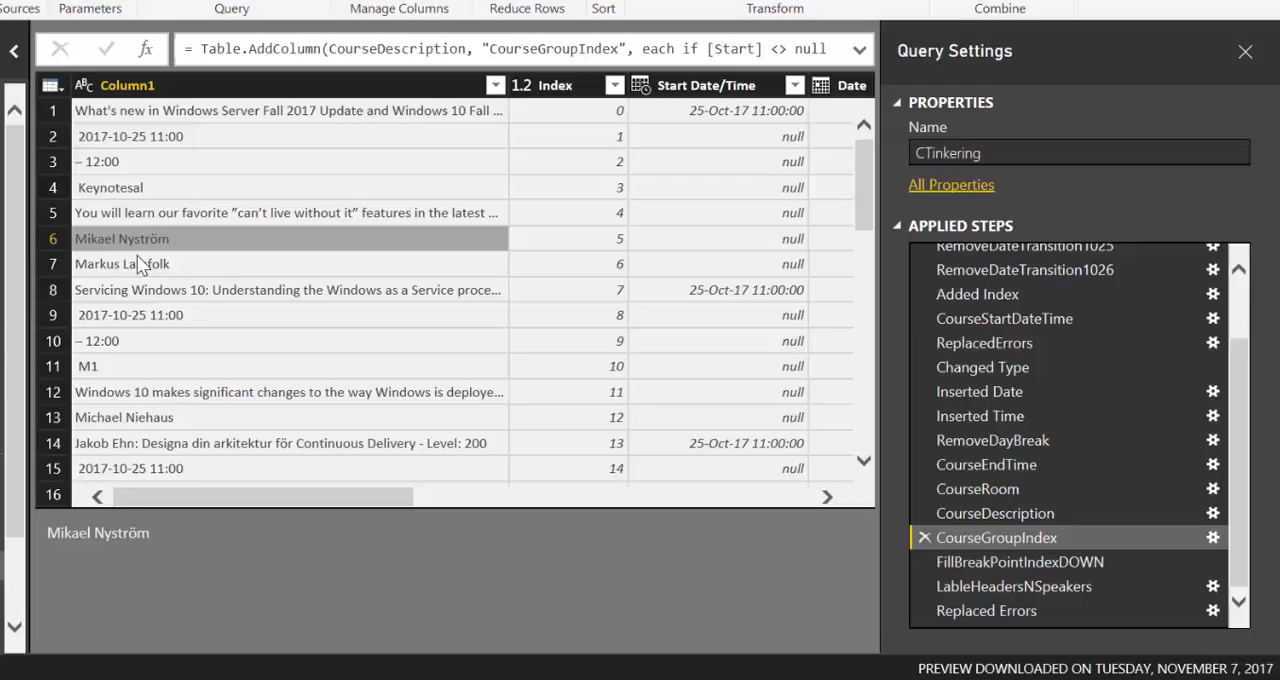 Sources Parameters Query Manage Columns Reduce Rows Sort Transform Combine
fx = Table.AddColumn(CourseDescription, "CourseGroupIndex", each if [Start] <> null
ABC Column1 1.2 Index Start Date/Time Date
1 What's new in Windows Server Fall 2017 Update and Windows 10 Fall ... 0 25-Oct-17 11:00:00
2 2017-10-25 11:00 1 null
3 – 12:00 2 null
4 Keynotesal 3 null
5 You will learn our favorite ”can’t live without it” features in the latest ... 4 null
6 Mikael Nyström 5 null
7 Markus folk 6 null
8 Servicing Windows 10: Understanding the Windows as a Service proce... 7 25-Oct-17 11:00:00
9 2017-10-25 11:00 8 null
10 – 12:00 9 null
11 M1 10 null
12 Windows 10 makes significant changes to the way Windows is deploye... 11 null
13 Michael Niehaus 12 null
14 Jakob Ehn: Designa din arkitektur för Continuous Delivery - Level: 200 13 25-Oct-17 11:00:00
15 2017-10-25 11:00 14 null
16
Mikael Nyström
Query Settings
PROPERTIES
Name
CTinkering
All Properties
APPLIED STEPS
RemoveDateTransition1025
RemoveDateTransition1026
Added Index
CourseStartDateTime
ReplacedErrors
Changed Type
Inserted Date
Inserted Time
RemoveDayBreak
CourseEndTime
CourseRoom
CourseDescription
CourseGroupIndex
FillBreakPointIndexDOWN
LableHeadersNSpeakers
Replaced Errors
PREVIEW DOWNLOADED ON TUESDAY, NOVEMBER 7, 2017